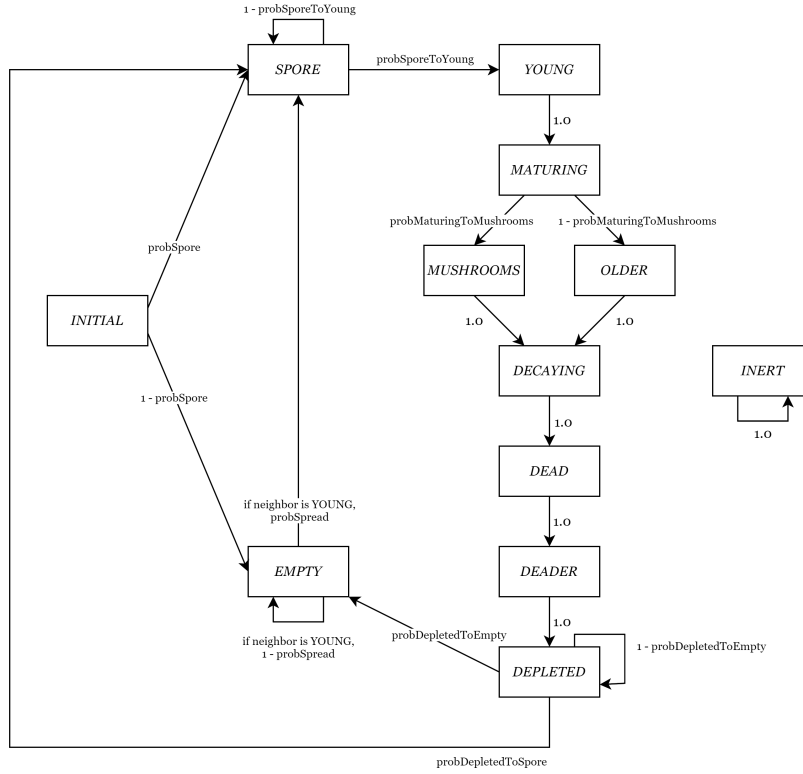 1 - probSporeToYoung
SPORE
probSporeToYoung
YOUNG
1.0
MATURING
probMaturingToMushrooms
1 - probMaturingToMushrooms
MUSHROOMS
OLDER
probSpore
INITIAL
1.0
1.0
DECAYING
INERT
1 - probSpore
1.0
1.0
DEAD
if neighbor is YOUNG,
probSpread
1.0
EMPTY
DEADER
1.0
probDepletedToEmpty
if neighbor is YOUNG,
1 - probSpread
1 - probDepletedToEmpty
DEPLETED
probDepletedToSpore